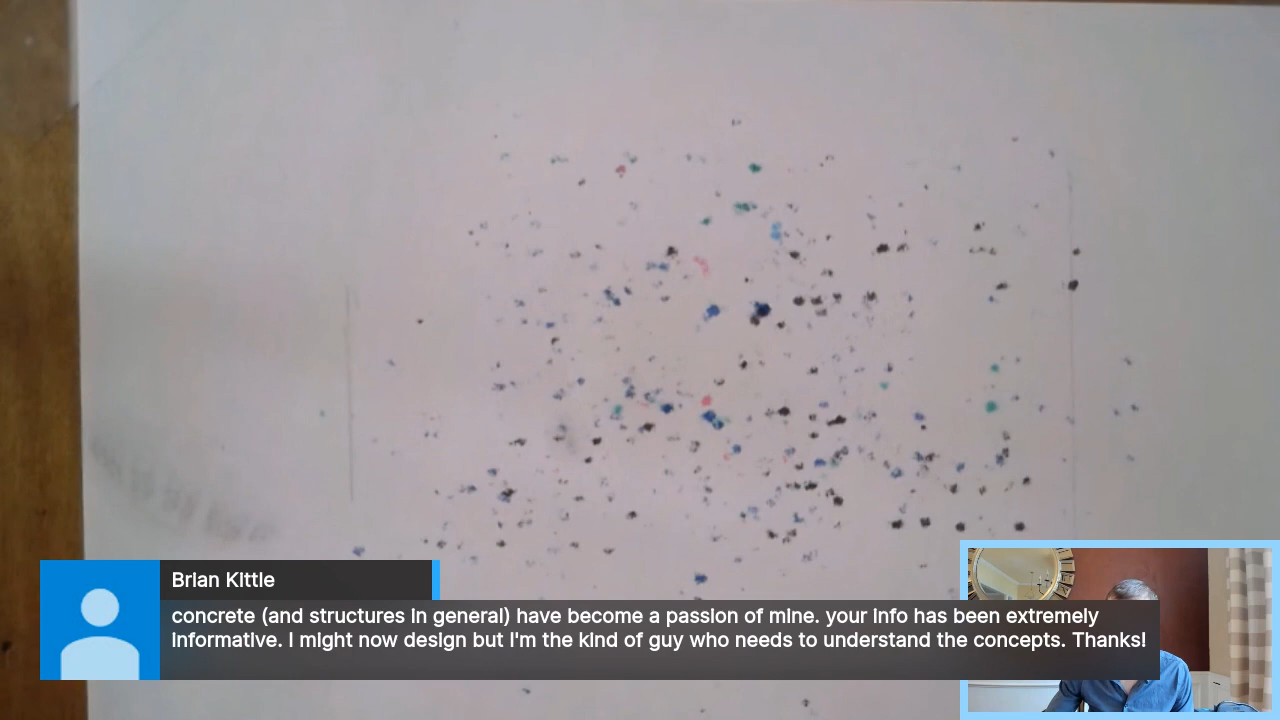 Brian Kittle
concrete (and structures in general) have become a passion of mine. your info has been extremely
informative. I might now design but I'm the kind of guy who needs to understand the concepts. Thanks!